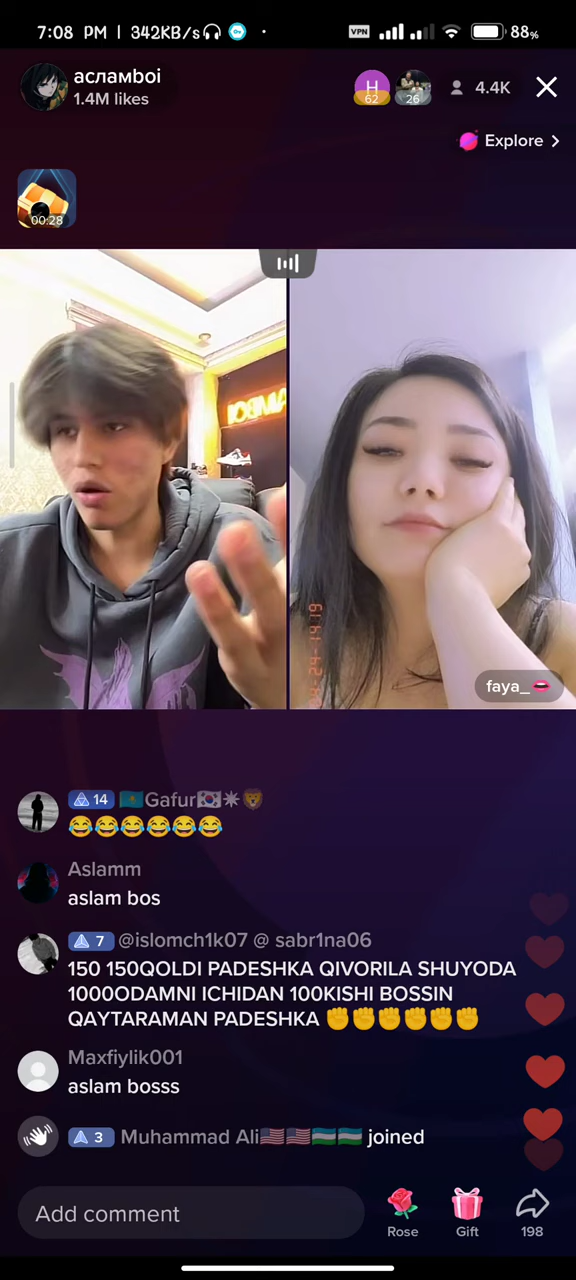 7:08 PM | 342KB/s
VPN
88%
асламboi
1.4M likes
H
62
26
4.4K
Explore
00:28
faya_👄
14 🇰🇿Gafur🇰🇷✴🦁
😂😂😂😂😂😂
Aslamm
aslam bos
7 @islomch1k07 @ sabr1na06
150 150QOLDI PADESHKA QIVORILA SHUYODA
1000ODAMNI ICHIDAN 100KISHI BOSSIN
QAYTARAMAN PADESHKA ✊✊✊✊✊✊
Maxfiylik001
aslam bosss
3 Muhammad Ali🇺🇸🇺🇸🇺🇿🇺🇿 joined
Add comment
Rose
Gift
198